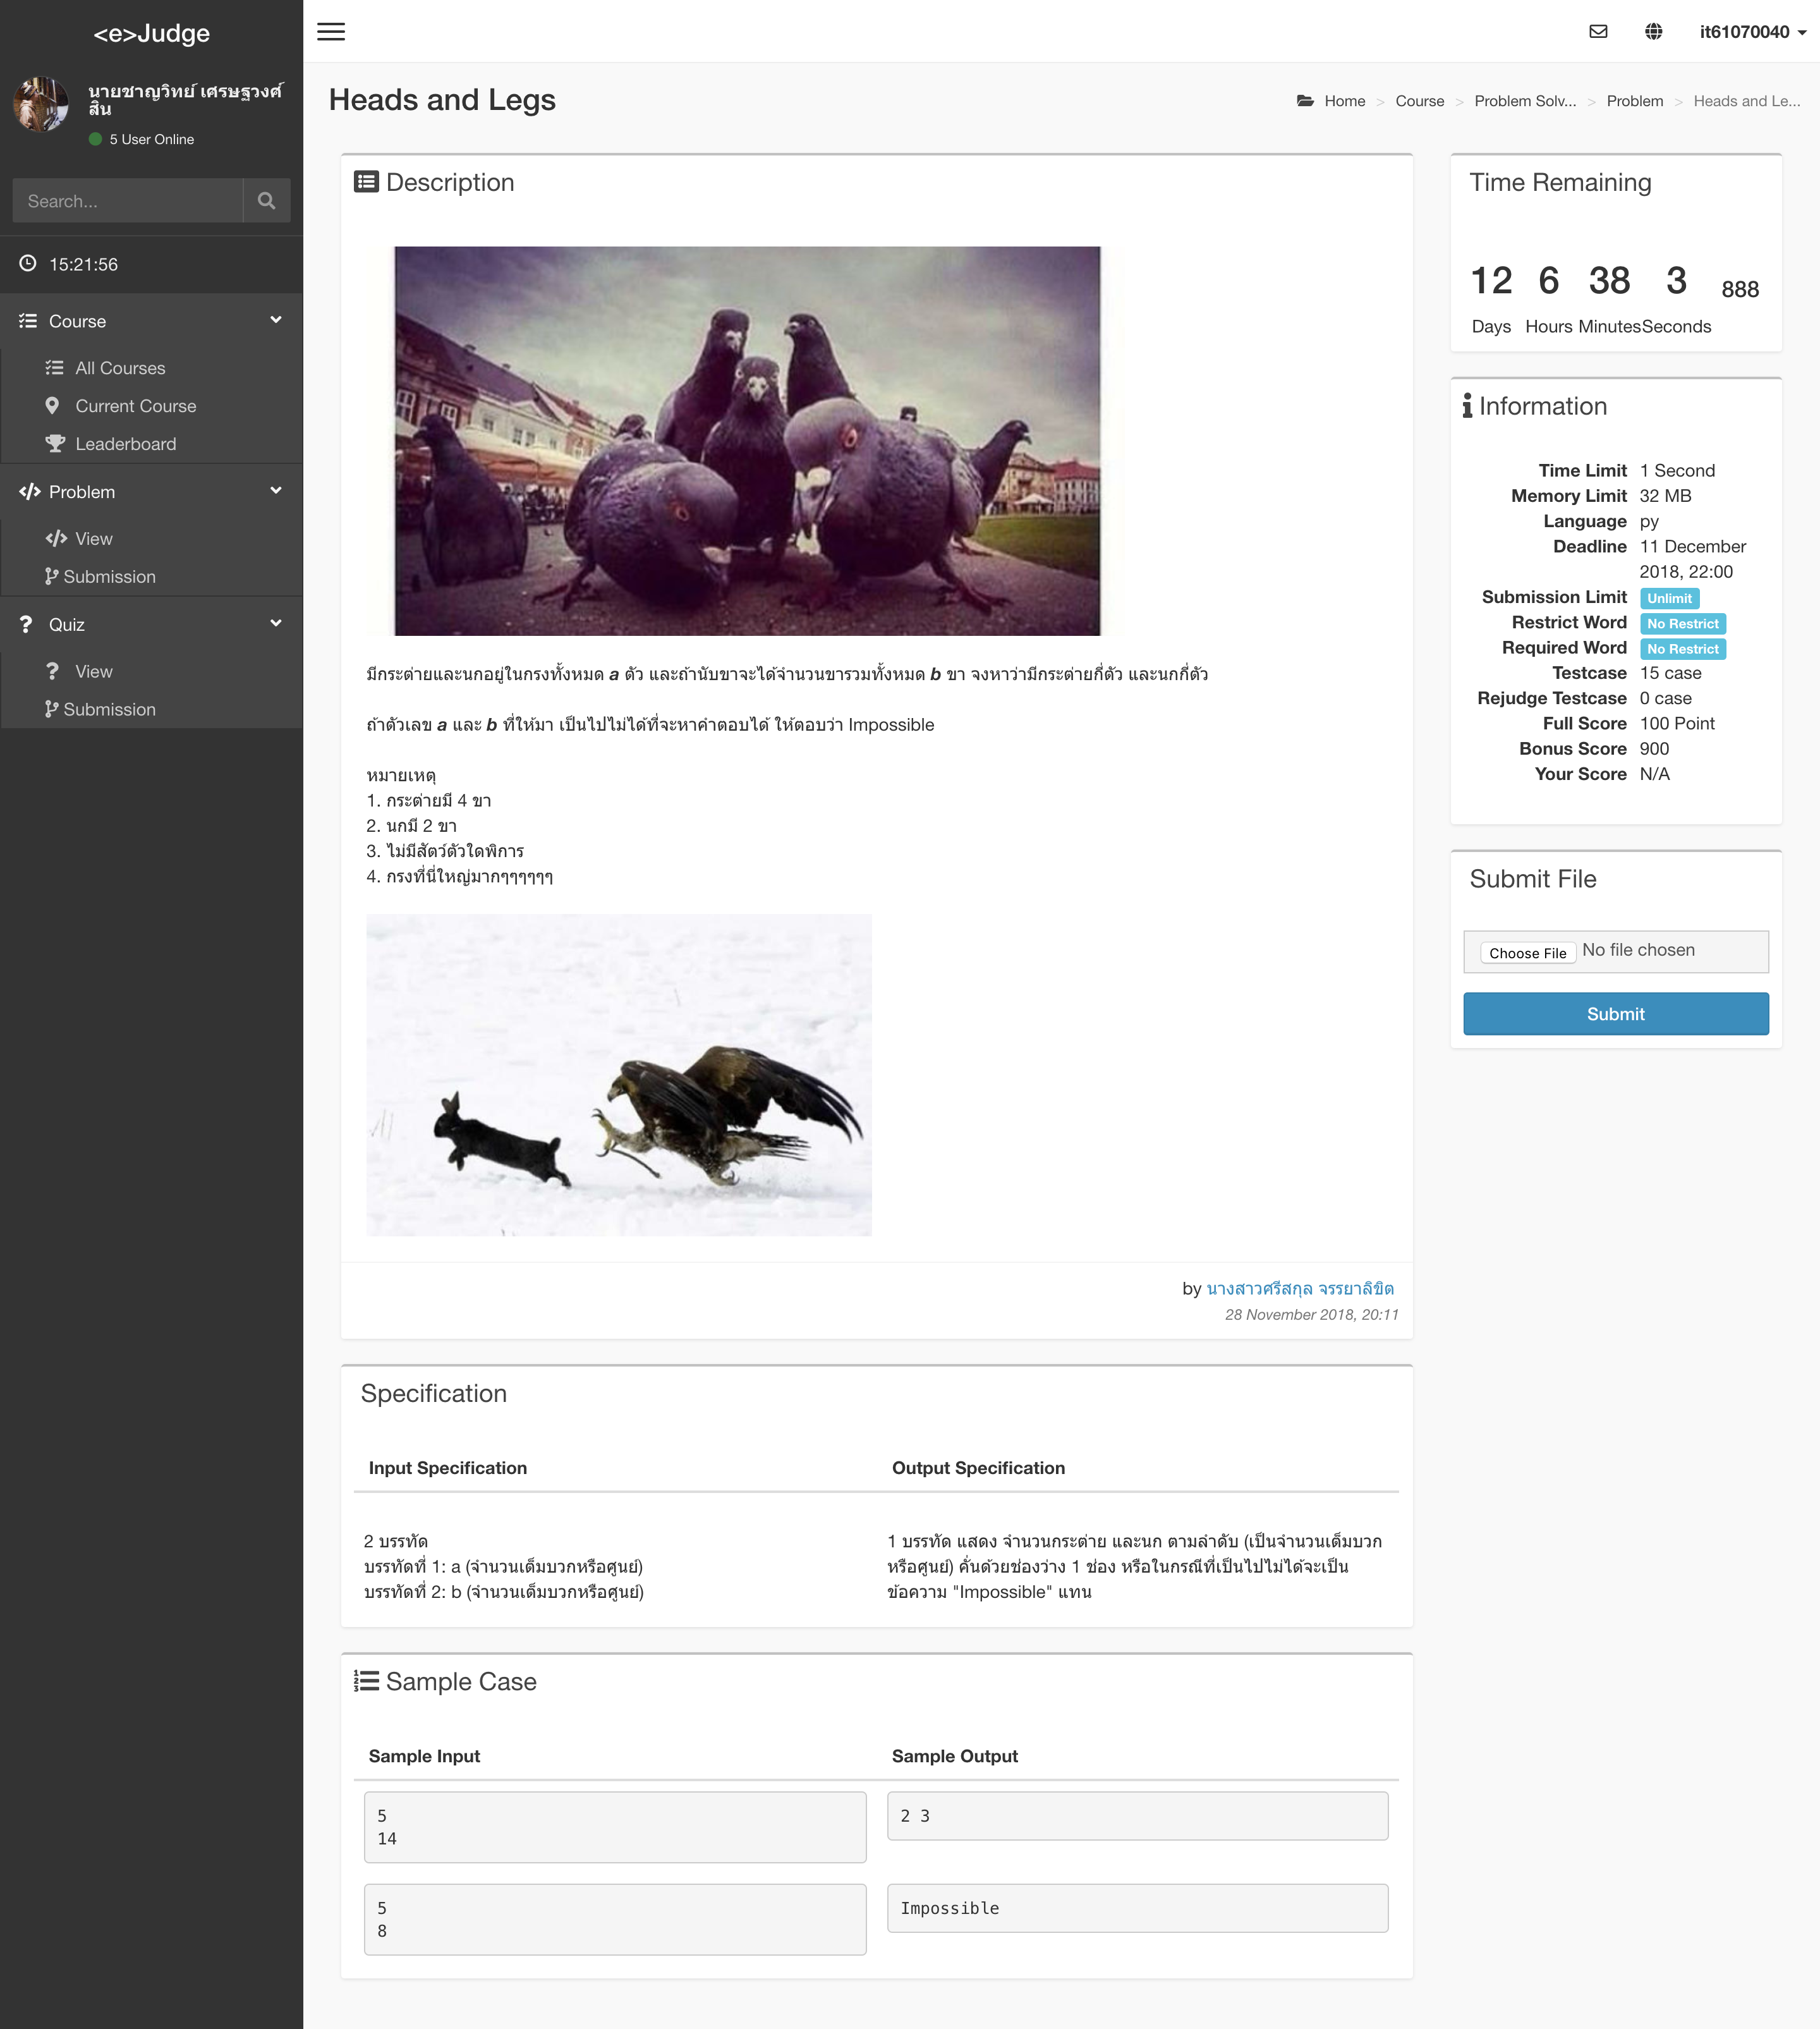 <e>Judge
นายชาญวิทย์ เศรษฐวงศ์
สิน
5 User Online
Search...
15:21:56
Course
All Courses
Current Course
Leaderboard
Problem
View
Submission
Quiz
View
Submission
it61070040
Heads and Legs
Home > Course > Problem Solv... > Problem > Heads and Le...
Description
มีกระต่ายและนกอยู่ในกรงทั้งหมด a ตัว และถ้านับขาจะได้จำนวนขารวมทั้งหมด b ขา จงหาว่ามีกระต่ายกี่ตัว และนกกี่ตัว
ถ้าตัวเลข a และ b ที่ให้มา เป็นไปไม่ได้ที่จะหาคำตอบได้ ให้ตอบว่า Impossible
หมายเหตุ
1. กระต่ายมี 4 ขา
2. นกมี 2 ขา
3. ไม่มีสัตว์ตัวใดพิการ
4. กรงที่นี่ใหญ่มากๆๆๆๆๆๆ
by นางสาวศรีสกุล จรรยาลิขิต
28 November 2018, 20:11
Specification
Input Specification
Output Specification
2 บรรทัด
บรรทัดที่ 1: a (จำนวนเต็มบวกหรือศูนย์)
บรรทัดที่ 2: b (จำนวนเต็มบวกหรือศูนย์)
1 บรรทัด แสดง จำนวนกระต่าย และนก ตามลำดับ (เป็นจำนวนเต็มบวก
หรือศูนย์) คั่นด้วยช่องว่าง 1 ช่อง หรือในกรณีที่เป็นไปไม่ได้จะเป็น
ข้อความ "Impossible" แทน
Sample Case
Sample Input
Sample Output
5
14
2 3
5
8
Impossible
Time Remaining
12 6 38 3 888
Days Hours Minutes Seconds
Information
Time Limit 1 Second
Memory Limit 32 MB
Language py
Deadline 11 December
2018, 22:00
Submission Limit Unlimit
Restrict Word No Restrict
Required Word No Restrict
Testcase 15 case
Rejudge Testcase 0 case
Full Score 100 Point
Bonus Score 900
Your Score N/A
Submit File
Choose File No file chosen
Submit